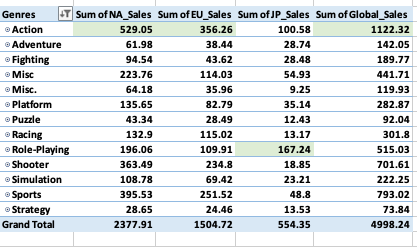 Genres Sum of NA_Sales Sum of EU_Sales Sum of JP_Sales Sum of Global_Sales
Action 529.05 356.26 100.58 1122.32
Adventure 61.98 38.44 28.74 142.05
Fighting 94.54 43.62 28.48 189.77
Misc 223.76 114.03 54.93 441.71
Misc. 64.18 35.96 9.25 119.93
Platform 135.65 82.79 35.14 282.87
Puzzle 43.34 28.49 12.43 92.04
Racing 132.9 115.02 13.17 301.8
Role-Playing 196.06 109.91 167.24 515.03
Shooter 363.49 234.8 18.85 701.61
Simulation 108.78 69.42 23.21 222.25
Sports 395.53 251.52 48.8 793.02
Strategy 28.65 24.46 13.53 73.84
Grand Total 2377.91 1504.72 554.35 4998.24